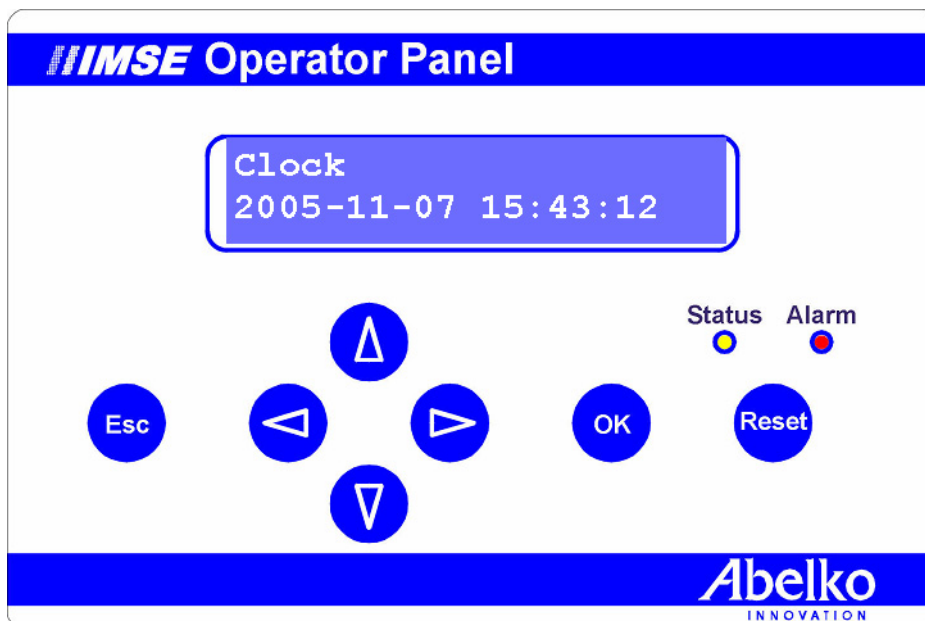 IMSE Operator Panel
Clock
2005-11-07 15:43:12
Status Alarm
Esc
OK
Reset
Abelko
INNOVATION